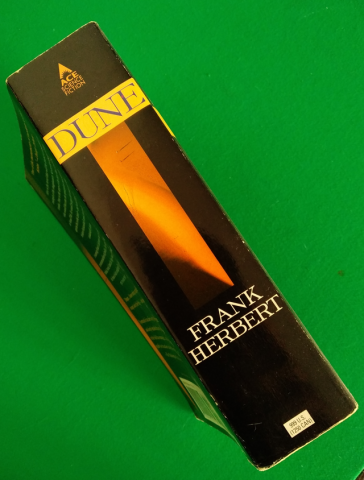 ACE
SCIENCE
FICTION
DUNE
FRANK
HERBERT